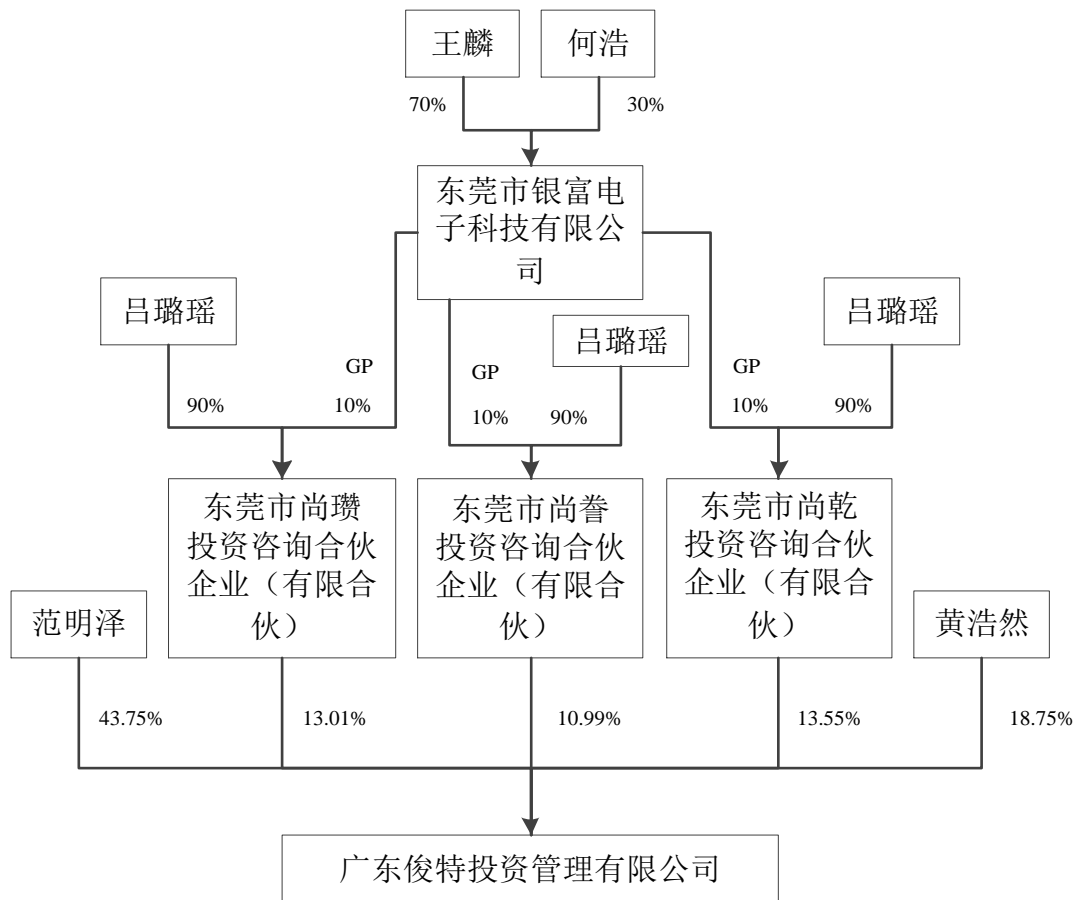 王麟
何浩
70%
30%
东莞市银富电
子科技有限公
司
吕璐瑶
吕璐瑶
吕璐瑶
GP
GP
GP
90%
10%
10%
90%
10%
90%
东莞市尚瓒
投资咨询合伙
企业（有限合
伙）
东莞市尚誊
投资咨询合伙
企业（有限合
伙）
东莞市尚乾
投资咨询合伙
企业（有限合
伙）
范明泽
黄浩然
43.75%
13.01%
10.99%
13.55%
18.75%
广东俊特投资管理有限公司